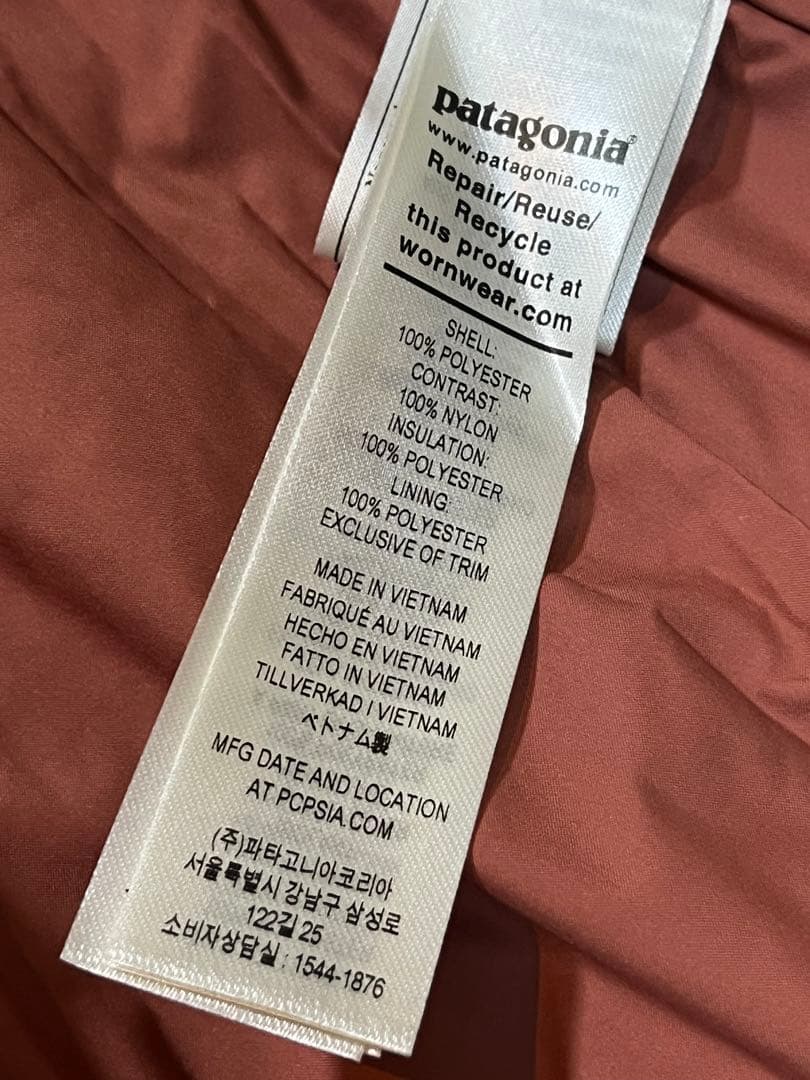 patagonia®
www.patagonia.com
Repair/Reuse/
Recycle
this product at
wornwear.com
SHELL:
100% POLYESTER
CONTRAST:
100% NYLON
INSULATION:
100% POLYESTER
LINING:
100% POLYESTER
EXCLUSIVE OF TRIM
MADE IN VIETNAM
FABRIQUÉ AU VIETNAM
HECHO EN VIETNAM
FATTO IN VIETNAM
TILLVERKAD I VIETNAM
ベトナム製
MFG DATE AND LOCATION
AT PCPSIA.COM
(주)파타고니아코리아
서울특별시 강남구 삼성로
122길 25
소비자상담실 : 1544-1876